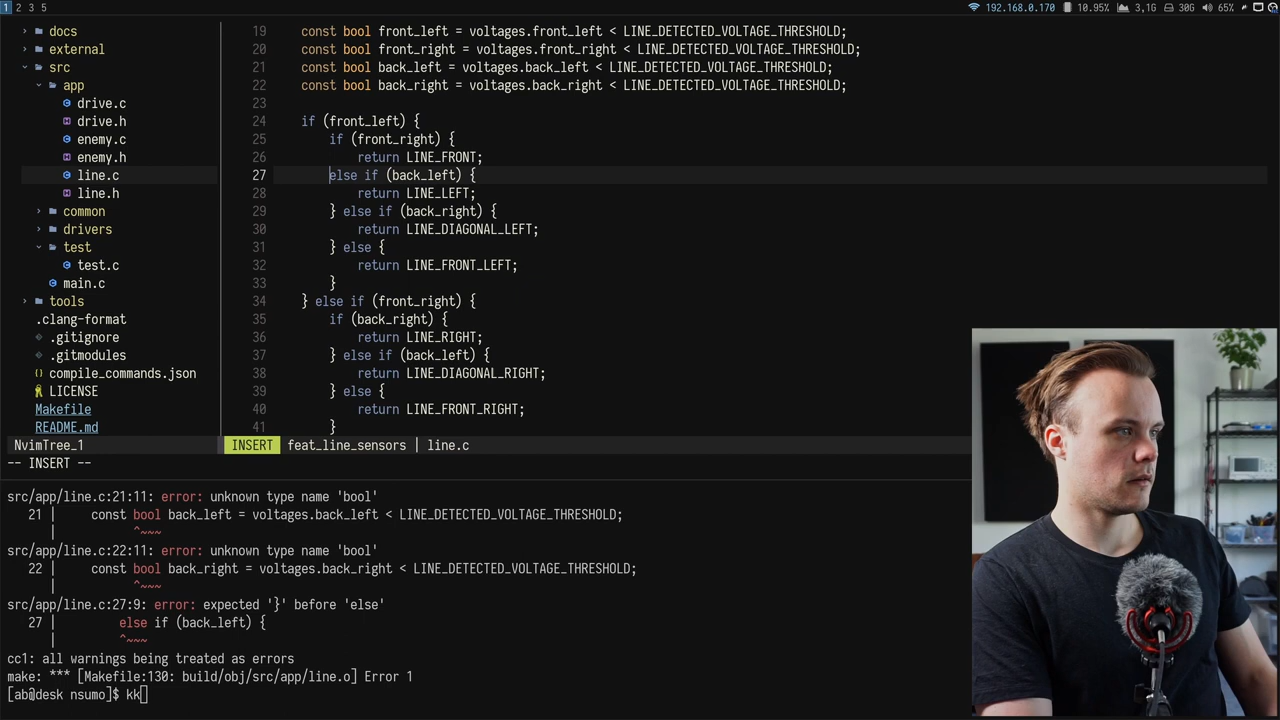 1 2 3 5
192.168.0.170 10.95% 3,1G 30G 65%
docs
external
src
app
drive.c
drive.h
enemy.c
enemy.h
line.c
line.h
common
drivers
test
test.c
main.c
tools
.clang-format
.gitignore
.gitmodules
compile_commands.json
LICENSE
Makefile
README.md
NvimTree_1
19 const bool front_left = voltages.front_left < LINE_DETECTED_VOLTAGE_THRESHOLD;
20 const bool front_right = voltages.front_right < LINE_DETECTED_VOLTAGE_THRESHOLD;
21 const bool back_left = voltages.back_left < LINE_DETECTED_VOLTAGE_THRESHOLD;
22 const bool back_right = voltages.back_right < LINE_DETECTED_VOLTAGE_THRESHOLD;
23
24 if (front_left) {
25 if (front_right) {
26 return LINE_FRONT;
27 else if (back_left) {
28 return LINE_LEFT;
29 } else if (back_right) {
30 return LINE_DIAGONAL_LEFT;
31 } else {
32 return LINE_FRONT_LEFT;
33 }
34 } else if (front_right) {
35 if (back_right) {
36 return LINE_RIGHT;
37 } else if (back_left) {
38 return LINE_DIAGONAL_RIGHT;
39 } else {
40 return LINE_FRONT_RIGHT;
41 }
INSERT feat_line_sensors | line.c
-- INSERT --
src/app/line.c:21:11: error: unknown type name 'bool'
21 | const bool back_left = voltages.back_left < LINE_DETECTED_VOLTAGE_THRESHOLD;
| ^~~~
src/app/line.c:22:11: error: unknown type name 'bool'
22 | const bool back_right = voltages.back_right < LINE_DETECTED_VOLTAGE_THRESHOLD;
| ^~~~
src/app/line.c:27:9: error: expected '}' before 'else'
27 | else if (back_left) {
| ^~~~
cc1: all warnings being treated as errors
make: *** [Makefile:130: build/obj/src/app/line.o] Error 1
[ab@desk nsumo]$ kk